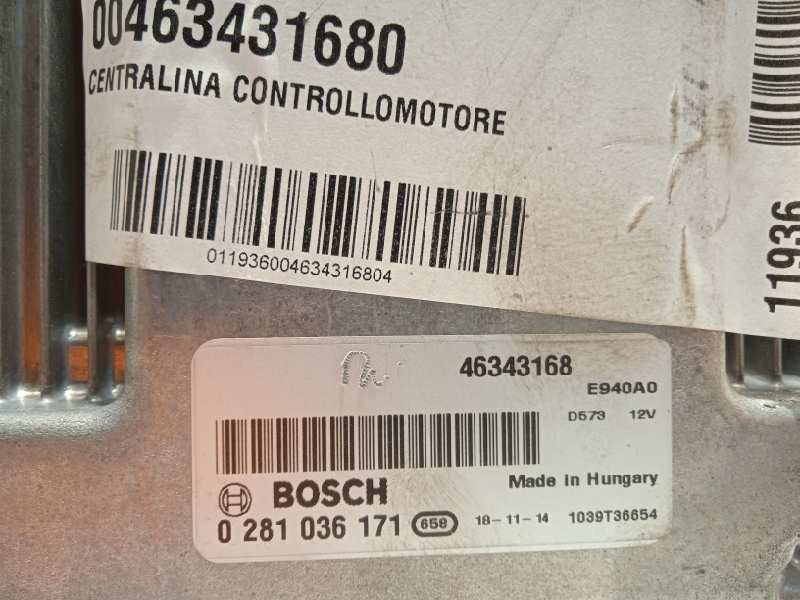 00463431680
CENTRALINA CONTROLLOMOTORE
011936004634316804
11936
46343168
E940A0
D573 12V
Made in Hungary
BOSCH
0 281 036 171 658 18-11-14 1039T36654